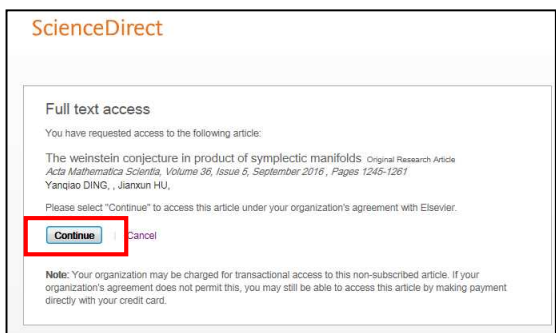 ScienceDirect
Full text access
You have requested access to the following article:
The weinstein conjecture in product of symplectic manifolds Original Research Article
Acta Mathematica Scientia, Volume 36, Issue 5, September 2016 , Pages 1245-1261
Yanqiao DING, , Jianxun HU,
Please select "Continue" to access this article under your organization's agreement with Elsevier.
Continue | Cancel
Note: Your organization may be charged for transactional access to this non-subscribed article. If your
organization's agreement does not permit this, you may still be able to access this article by making payment
directly with your credit card.